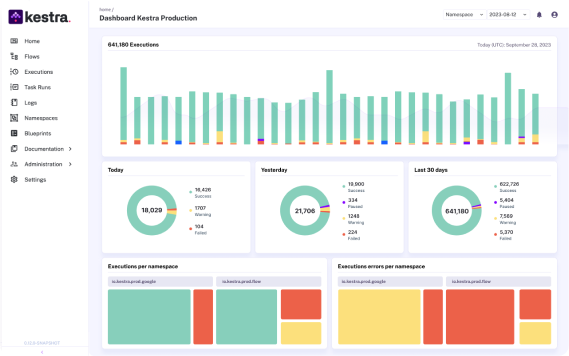 kestra.
Home
Flows
Executions
Task Runs
Logs
Namespaces
Blueprints
Documentation
Administration
Settings
home /
Dashboard Kestra Production
Namespace
2023-08-12
641,180 Executions
Today (UTC): September 28, 2023
Today
18,029
16,426
Success
1707
Warning
104
Failed
Yesterday
21,706
19,900
Success
334
Paused
1248
Warning
224
Failed
Last 30 days
641,180
622,726
Success
5,404
Paused
7,569
Warning
5,370
Failed
Executions per namespace
io.kestra.prod.google
io.kestra.prod.flow
Executions errors per namespace
io.kestra.prod.google
io.kestra.prod.flow